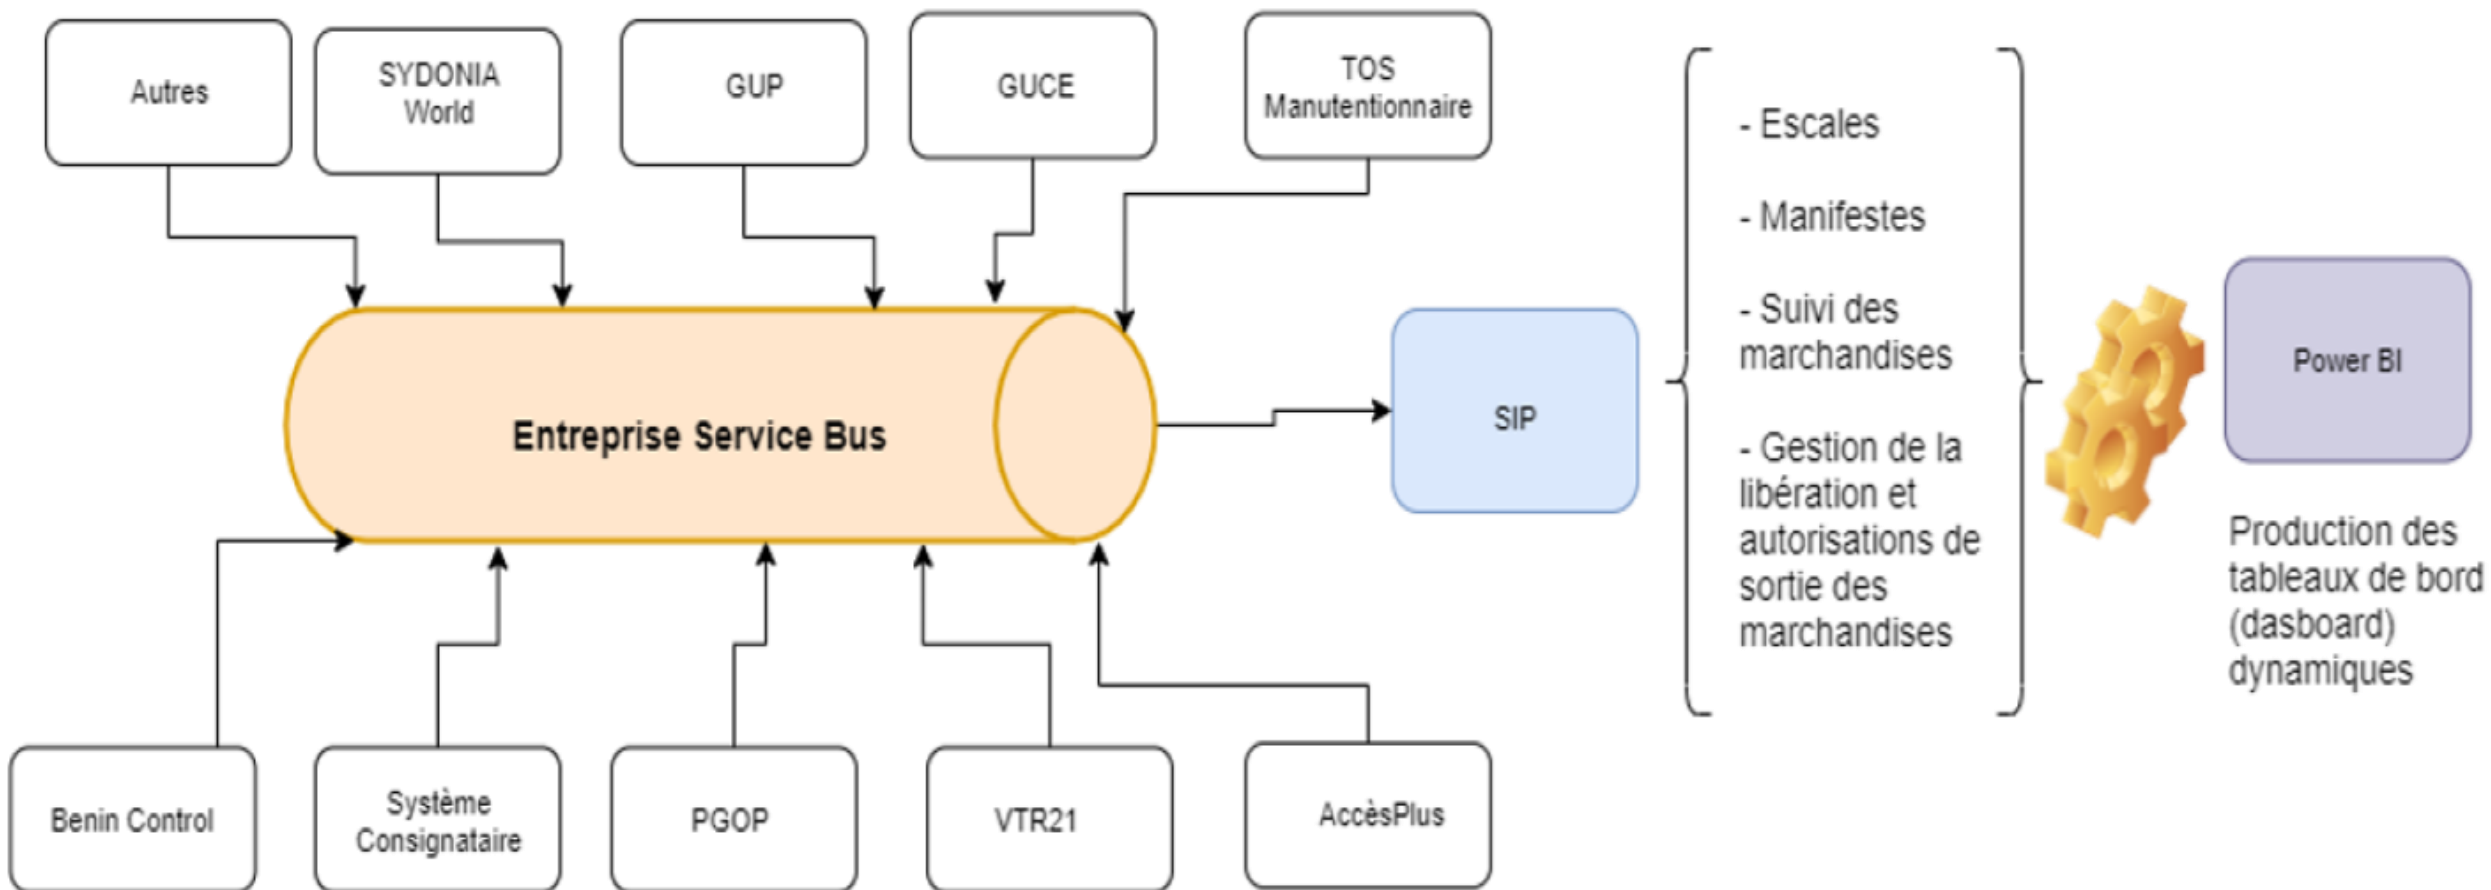 Autres
SYDONIA
World
GUP
GUCE
TOS
Manutentionnaire
Entreprise Service Bus
SIP
- Escales
- Manifestes
- Suivi des
marchandises
- Gestion de la
libération et
autorisations de
sortie des
marchandises
Power BI
Production des
tableaux de bord
(dasboard)
dynamiques
Benin Control
Système
Consignataire
PGOP
VTR21
AccèsPlus